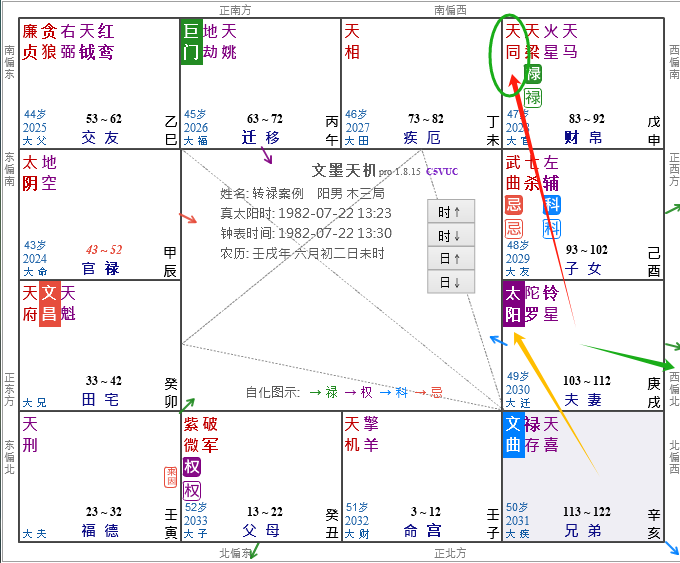 正南方
南偏西
南偏东
廉 贪 右 天 红
贞 狼 弼 钺 鸾
44岁
2025
53~62
乙
大父
交友
巳
巨 地 天
门 劫 姚
45岁
2026
63~72
丙
大福
迁移
午
天
相
46岁
2027
73~82
丁
大田
疾厄
未
天 天 火 天
同 梁 星 马
禄
禄
47岁
2028
83~92
戊
大官
财帛
申
西偏南
东偏南
太 地
阴 空
43岁
2024
43~52
甲
大命
官禄
辰
文墨天机 pro 1.8.15 C5VUC
姓名: 转禄案例 阳男 木三局
真太阳时: 1982-07-22 13:23
钟表时间: 1982-07-22 13:30
农历: 壬戌年 六月初二日未时
时↑
时↓
日↑
日↓
自化图示: →禄 →权 →科 →忌
武 七 左
曲 杀 辅
忌 科
忌 科
48岁
2029
93~102
己
大友
子女
酉
正西方
正东方
天 文 天
府 昌 魁
33~42
癸
大兄
田宅
卯
太 陀 铃
阳 罗 星
49岁
2030
103~112
庚
大迁
夫妻
戌
西偏北
东偏北
天
刑
来因
23~32
壬
大夫
福德
寅
紫 破
微 军
权
权
52岁
2033
13~22
癸
大子
父母
丑
天 擎
机 羊
51岁
2032
3~12
壬
大财
命宫
子
文 禄 天
曲 存 喜
50岁
2031
113~122
辛
大疾
兄弟
亥
北偏西
北偏东
正北方